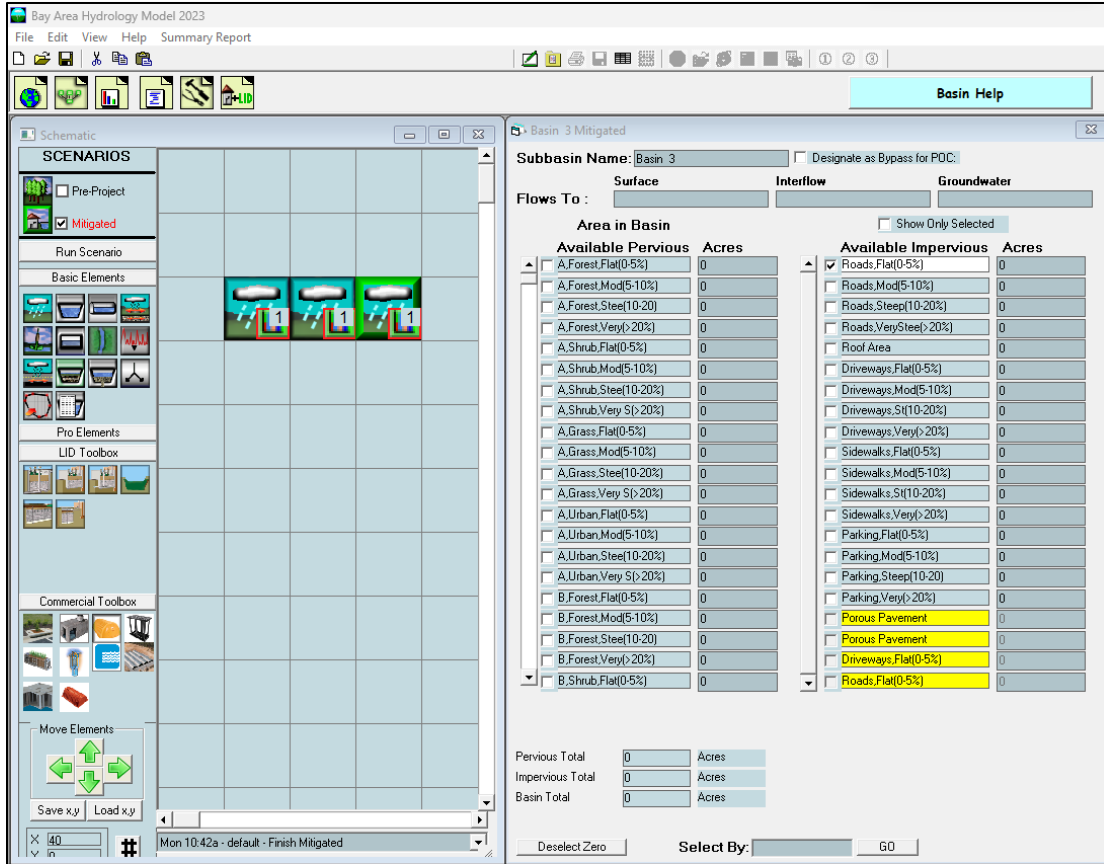 Bay Area Hydrology Model 2023
File Edit View Help Summary Report
1 2 3
+LID
Basin Help
Schematic
SCENARIOS
Pre-Project
Mitigated
Run Scenario
Basic Elements
Pro Elements
LID Toolbox
Commercial Toolbox
Move Elements
Save x,y Load x,y
X 40
Y 0
#
1 1 1
Mon 10:42a - default - Finish Mitigated
Basin 3 Mitigated
Subbasin Name: Basin 3 Designate as Bypass for POC:
Surface Interflow Groundwater
Flows To :
Area in Basin Show Only Selected
Available Pervious Acres Available Impervious Acres
A,Forest,Flat(0-5%) 0 Roads,Flat(0-5%) 0
A,Forest,Mod(5-10%) 0 Roads,Mod(5-10%) 0
A,Forest,Stee(10-20) 0 Roads,Steep(10-20%) 0
A,Forest,Very(>20%) 0 Roads,VeryStee(>20%) 0
A,Shrub,Flat(0-5%) 0 Roof Area 0
A,Shrub,Mod(5-10%) 0 Driveways,Flat(0-5%) 0
A,Shrub,Stee(10-20%) 0 Driveways,Mod(5-10%) 0
A,Shrub,Very S(>20%) 0 Driveways,St(10-20%) 0
A,Grass,Flat(0-5%) 0 Driveways,Very(>20%) 0
A,Grass,Mod(5-10%) 0 Sidewalks,Flat(0-5%) 0
A,Grass,Stee(10-20%) 0 Sidewalks,Mod(5-10%) 0
A,Grass,Very S(>20%) 0 Sidewalks,St(10-20%) 0
A,Urban,Flat(0-5%) 0 Sidewalks,Very(>20%) 0
A,Urban,Mod(5-10%) 0 Parking,Flat(0-5%) 0
A,Urban,Stee(10-20%) 0 Parking,Mod(5-10%) 0
A,Urban,Very S(>20%) 0 Parking,Steep(10-20) 0
B,Forest,Flat(0-5%) 0 Parking,Very(>20%) 0
B,Forest,Mod(5-10%) 0 Porous Pavement 0
B,Forest,Stee(10-20) 0 Porous Pavement 0
B,Forest,Very(>20%) 0 Driveways,Flat(0-5%) 0
B,Shrub,Flat(0-5%) 0 Roads,Flat(0-5%) 0
Pervious Total 0 Acres
Impervious Total 0 Acres
Basin Total 0 Acres
Deselect Zero Select By: GO